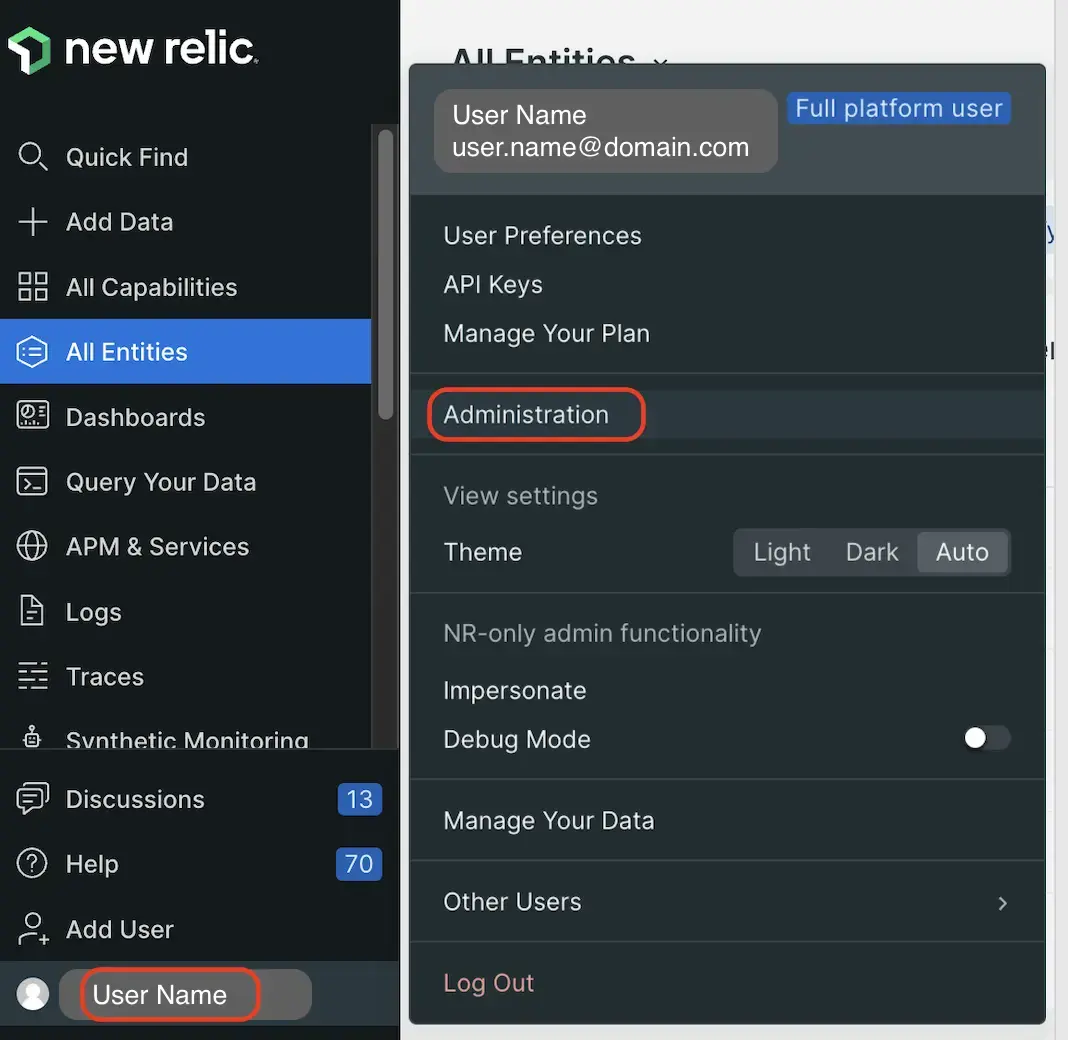 new relic
Quick Find
Add Data
All Capabilities
All Entities
Dashboards
Query Your Data
APM & Services
Logs
Traces
Synthetic Monitoring
Discussions 13
Help 70
Add User
User Name
All Entities
User Name
user.name@domain.com
Full platform user
User Preferences
API Keys
Manage Your Plan
Administration
View settings
Theme Light Dark Auto
NR-only admin functionality
Impersonate
Debug Mode
Manage Your Data
Other Users
Log Out